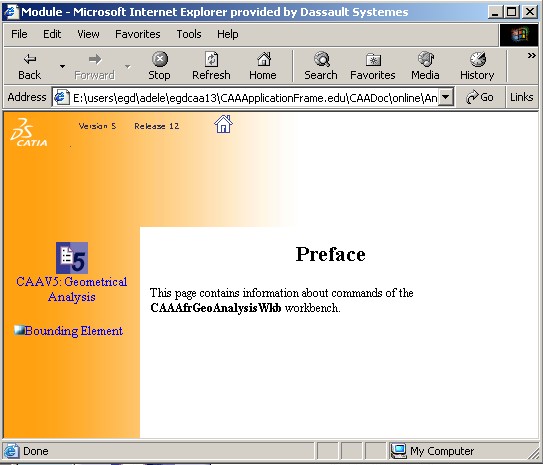 Module - Microsoft Internet Explorer provided by Dassault Systemes
File Edit View Favorites Tools Help
Back Forward Stop Refresh Home Search Favorites Media History »
Address E:\users\egd\adele\egdcaa13\CAAApplicationFrame.edu\CAADoc\online\An Go Links
CATIA Version 5 Release 12
Preface
5
CAAV5: Geometrical
Analysis
This page contains information about commands of the
CAAAfrGeoAnalysisWkb workbench.
Bounding Element
Done My Computer